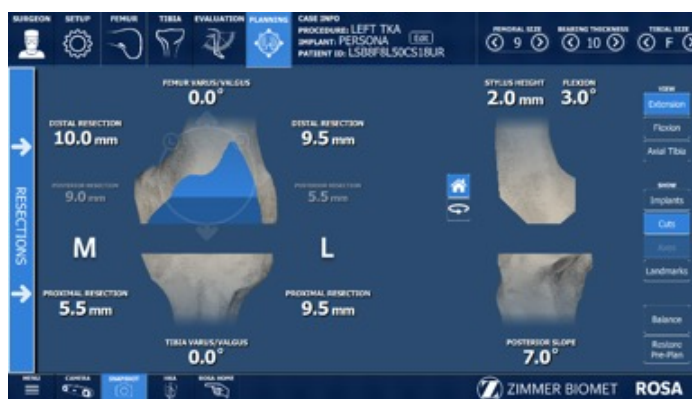 SURGEON
SETUP
FEMUR
TIBIA
EVALUATION
PLANNING
CASE INFO
PROCEDURE: LEFT TKA
IMPLANT: PERSONA
Edit
PATIENT ID: LSB8F8LS0CS18UR
FEMORAL SIZE
9
BEARING THICKNESS
10
TIBIAL SIZE
F
FEMUR VARUS/VALGUS
0.0°
DISTAL RESECTION
10.0 mm
DISTAL RESECTION
9.5 mm
POSTERIOR RESECTION
9.0 mm
POSTERIOR RESECTION
5.5 mm
M
L
PROXIMAL RESECTION
5.5 mm
PROXIMAL RESECTION
9.5 mm
TIBIA VARUS/VALGUS
0.0°
STYLUS HEIGHT
2.0 mm
FLEXION
3.0°
POSTERIOR SLOPE
7.0°
RESECTIONS
VIEW
Extension
Flexion
Axial Tibia
SHOW
Implants
Cuts
Axes
Landmarks
Balance
Restore
Pre-Plan
MENU
CAMERA
SNAPSHOT
HKA
ROSA HOME
ZIMMER BIOMET
ROSA